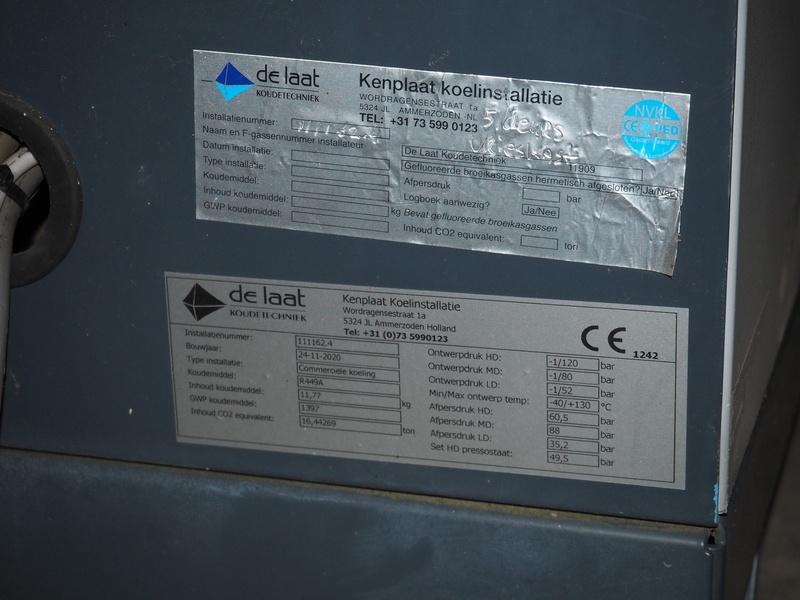 de laat
KOUDETECHNIEK
Kenplaat koelinstallatie
WORDRAGENSESTRAAT 1a
5324 JL AMMERZODEN -NL
TEL: +31 73 599 0123
5 deurs
NVKL
CERTIFIED
Installatienummer:
Naam en F-gassennummer installateur
De Laat Koudetechniek 11909
Datum installatie:
Gefluoreerde broeikasgassen hermetisch afgesloten? Ja/Nee
Type installatie:
Afpersdruk bar
Koudemiddel:
Logboek aanwezig? Ja/Nee
Inhoud koudemiddel: kg
Bevat gefluoreerde broeikasgassen
GWP koudemiddel:
Inhoud CO2 equivalent: ton
de laat
KOUDETECHNIEK
Kenplaat Koelinstallatie
Wordragensestraat 1a
5324 JL Ammerzoden Holland
Tel: +31 (0)73 5990123
CE 1242
Installatienummer: 111162.4
Bouwjaar: 24-11-2020
Type installatie: Commerciële koeling
Koudemiddel: R449A
Inhoud koudemiddel: 11,77 kg
GWP koudemiddel: 1397
Inhoud CO2 equivalent: 16,44269 ton
Ontwerpdruk HD: -1/120 bar
Ontwerpdruk MD: -1/80 bar
Ontwerpdruk LD: -1/52 bar
Min/Max ontwerp temp: -40/+130 °C
Afpersdruk HD: 60,5 bar
Afpersdruk MD: 88 bar
Afpersdruk LD: 35,2 bar
Set HD pressostaat: 49,5 bar